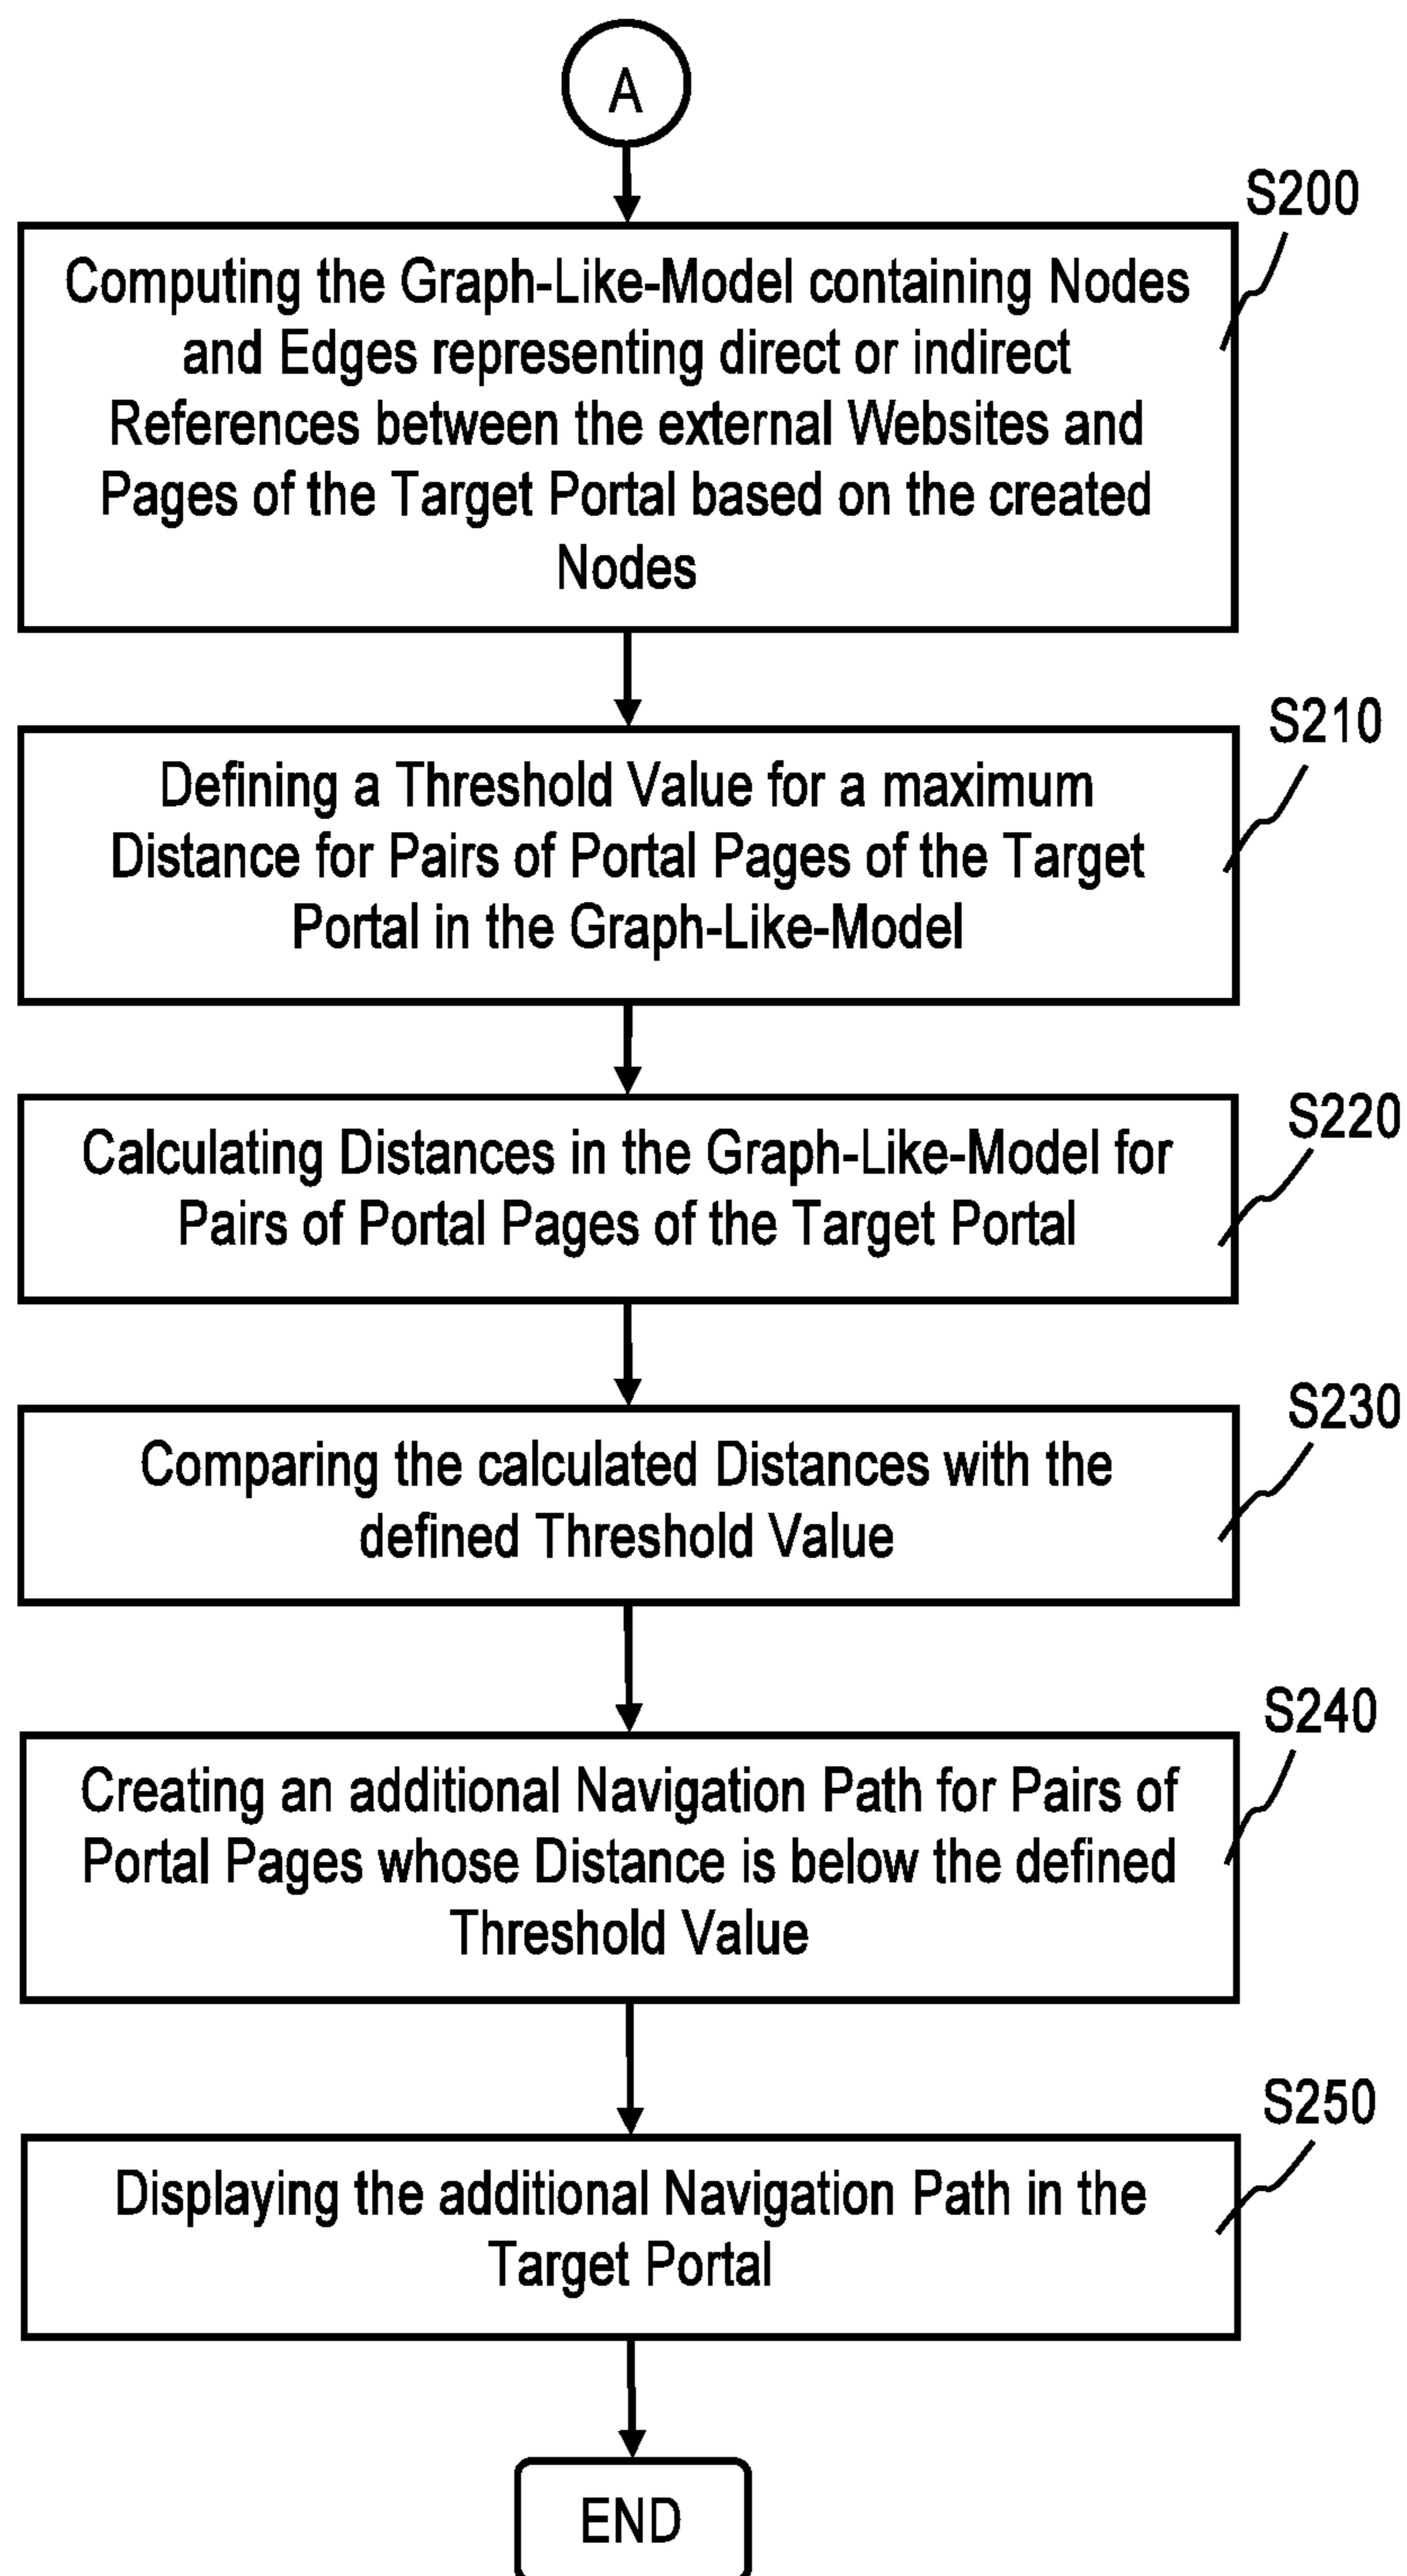 A
S200
Computing the Graph-Like-Model containing Nodes
and Edges representing direct or indirect
References between the external Websites and
Pages of the Target Portal based on the created
Nodes
S210
Defining a Threshold Value for a maximum
Distance for Pairs of Portal Pages of the Target
Portal in the Graph-Like-Model
S220
Calculating Distances in the Graph-Like-Model for
Pairs of Portal Pages of the Target Portal
S230
Comparing the calculated Distances with the
defined Threshold Value
S240
Creating an additional Navigation Path for Pairs of
Portal Pages whose Distance is below the defined
Threshold Value
S250
Displaying the additional Navigation Path in the
Target Portal
END